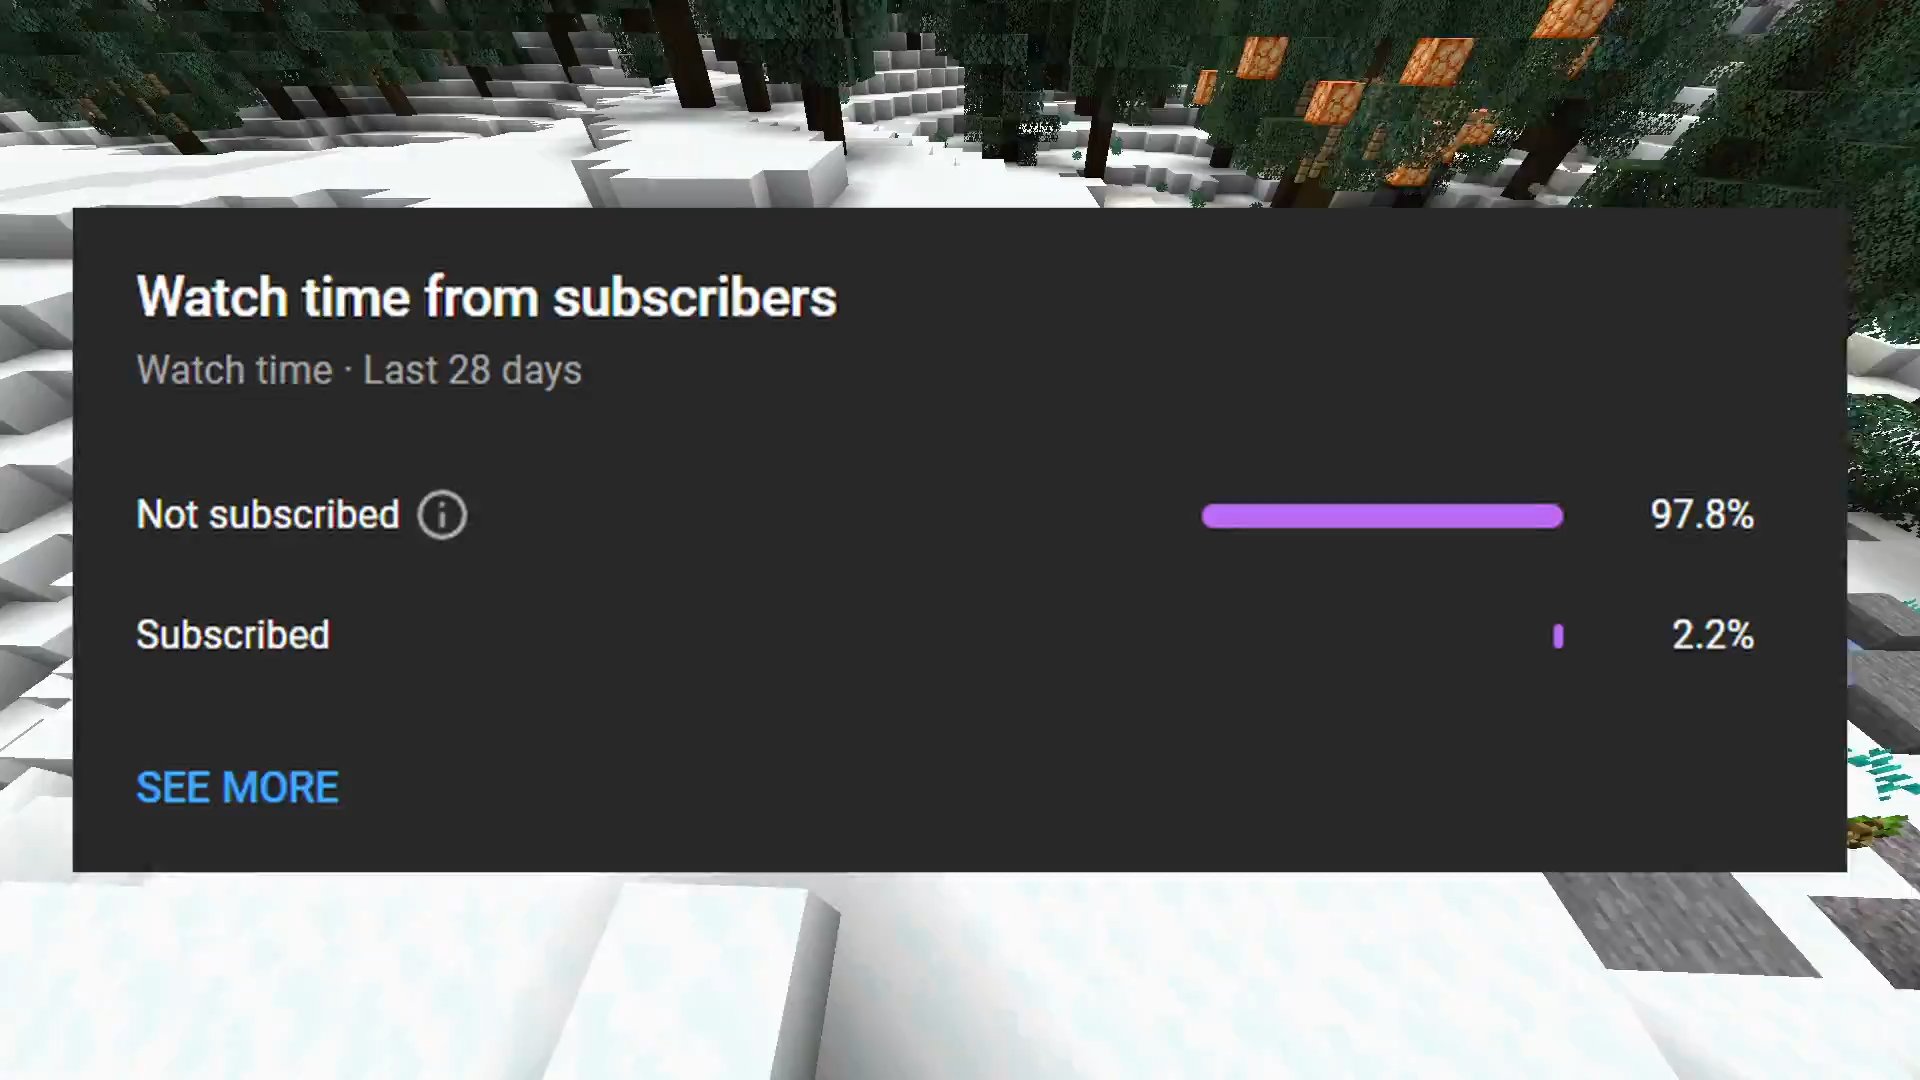 Watch time from subscribers
Watch time · Last 28 days
Not subscribed 97.8%
Subscribed 2.2%
SEE MORE